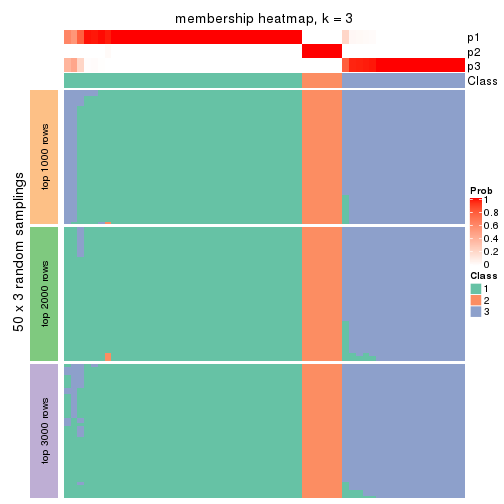 membership heatmap, k = 3
p1
p2
p3
Class
50 x 3 random samplings
top 1000 rows
top 2000 rows
top 3000 rows
Prob
1
0.8
0.6
0.4
0.2
0
Class
1
2
3